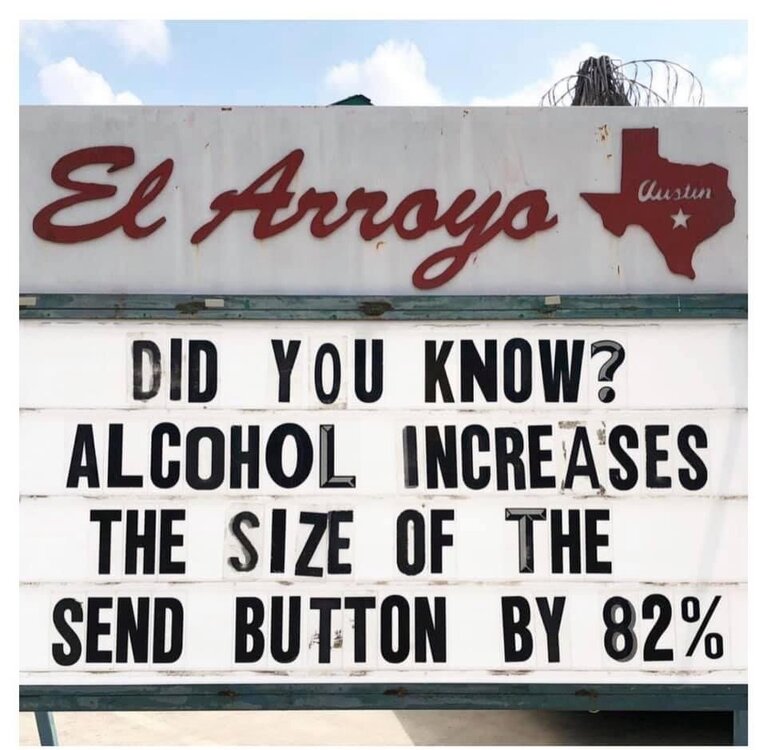 El Arroyo
Austin
DID YOU KNOW?
ALCOHOL INCREASES
THE SIZE OF THE
SEND BUTTON BY 82%